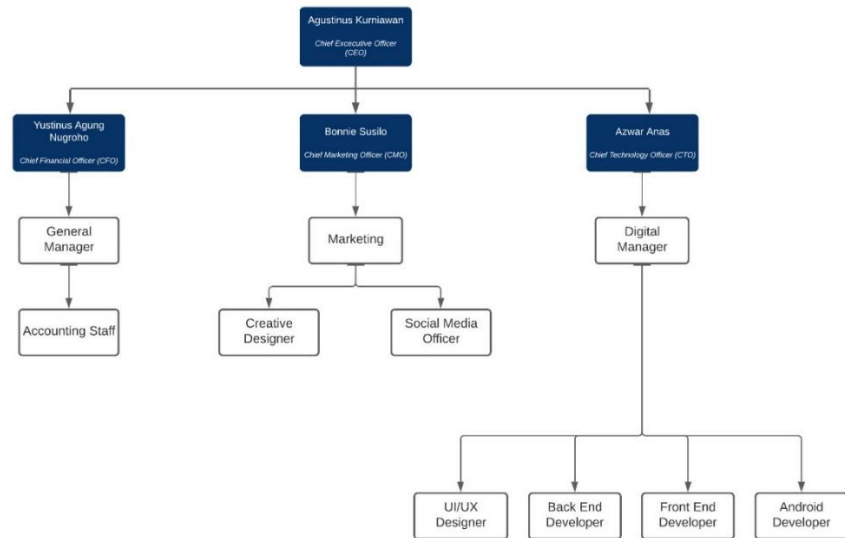 Agustinus Kurniawan
Chief Excecutive Officer
(CEO)
Yustinus Agung
Nugroho
Chief Financial Officer (CFO)
Bonnie Susilo
Chief Marketing Officer (CMO)
Azwar Anas
Chief Technology Officer (CTO)
General
Manager
Marketing
Digital
Manager
Accounting Staff
Creative
Designer
Social Media
Officer
UI/UX
Designer
Back End
Developer
Front End
Developer
Android
Developer